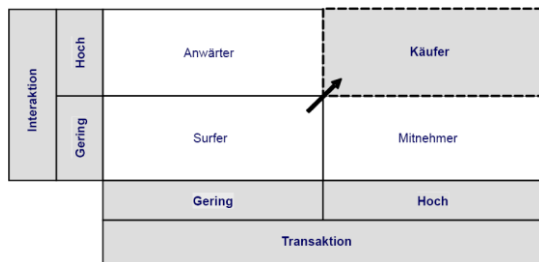 Interaktion
Hoch
Anwärter
Käufer
Gering
Surfer
Mitnehmer
Gering
Hoch
Transaktion